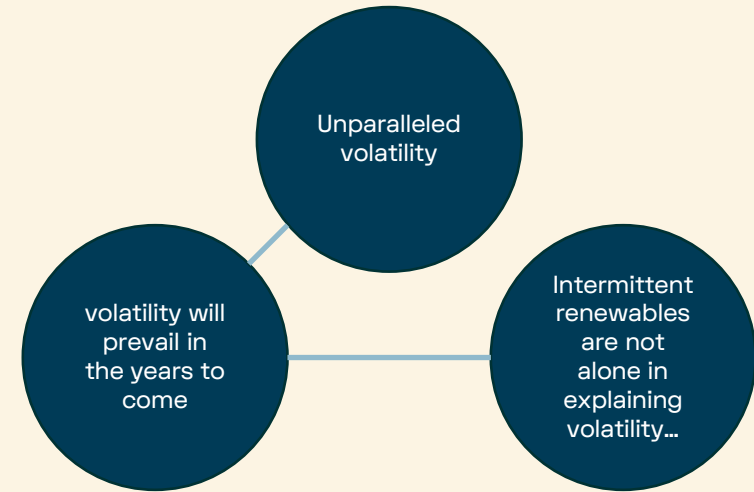 Unparalleled
volatility
volatility will
prevail in
the years to
come
Intermittent
renewables
are not
alone in
explaining
volatility...